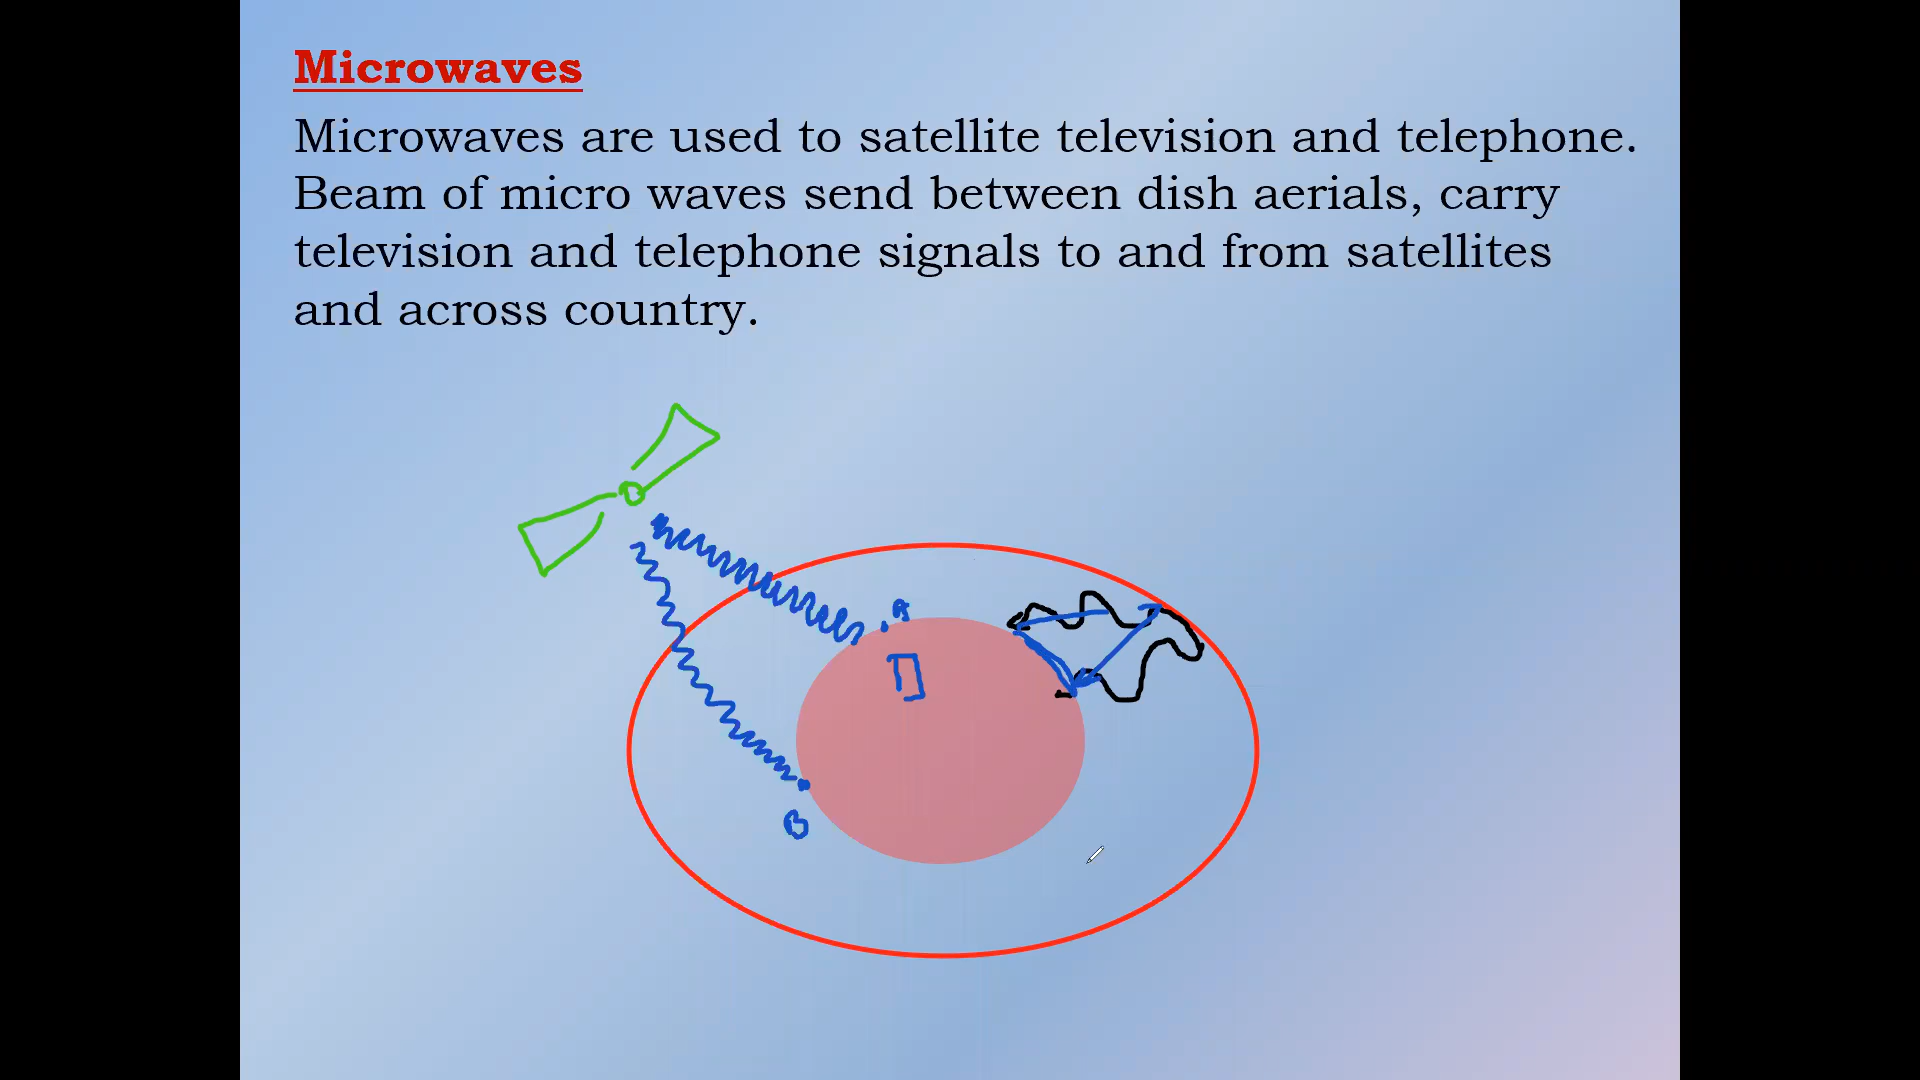 Microwaves
Microwaves are used to satellite television and telephone.
Beam of micro waves send between dish aerials, carry
television and telephone signals to and from satellites
and across country.
A
B